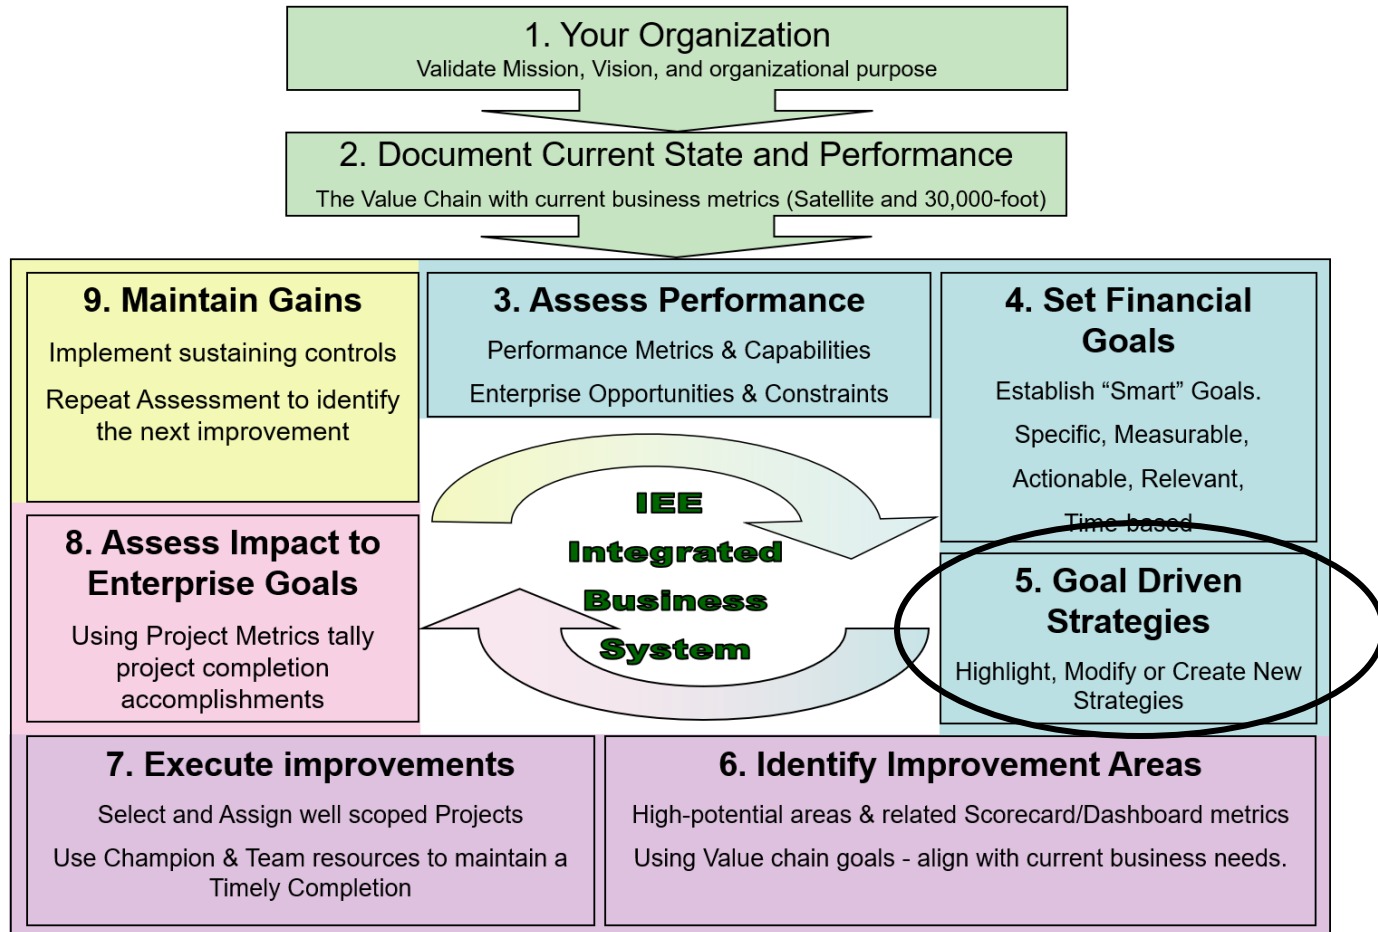 1. Your Organization
Validate Mission, Vision, and organizational purpose
2. Document Current State and Performance
The Value Chain with current business metrics (Satellite and 30,000-foot)
9. Maintain Gains
Implement sustaining controls
Repeat Assessment to identify
the next improvement
3. Assess Performance
Performance Metrics & Capabilities
Enterprise Opportunities & Constraints
4. Set Financial
Goals
Establish “Smart” Goals.
Specific, Measurable,
Actionable, Relevant,
Time-based
IEE
Integrated
Business
System
8. Assess Impact to
Enterprise Goals
Using Project Metrics tally
project completion
accomplishments
5. Goal Driven
Strategies
Highlight, Modify or Create New
Strategies
7. Execute improvements
Select and Assign well scoped Projects
Use Champion & Team resources to maintain a
Timely Completion
6. Identify Improvement Areas
High-potential areas & related Scorecard/Dashboard metrics
Using Value chain goals - align with current business needs.